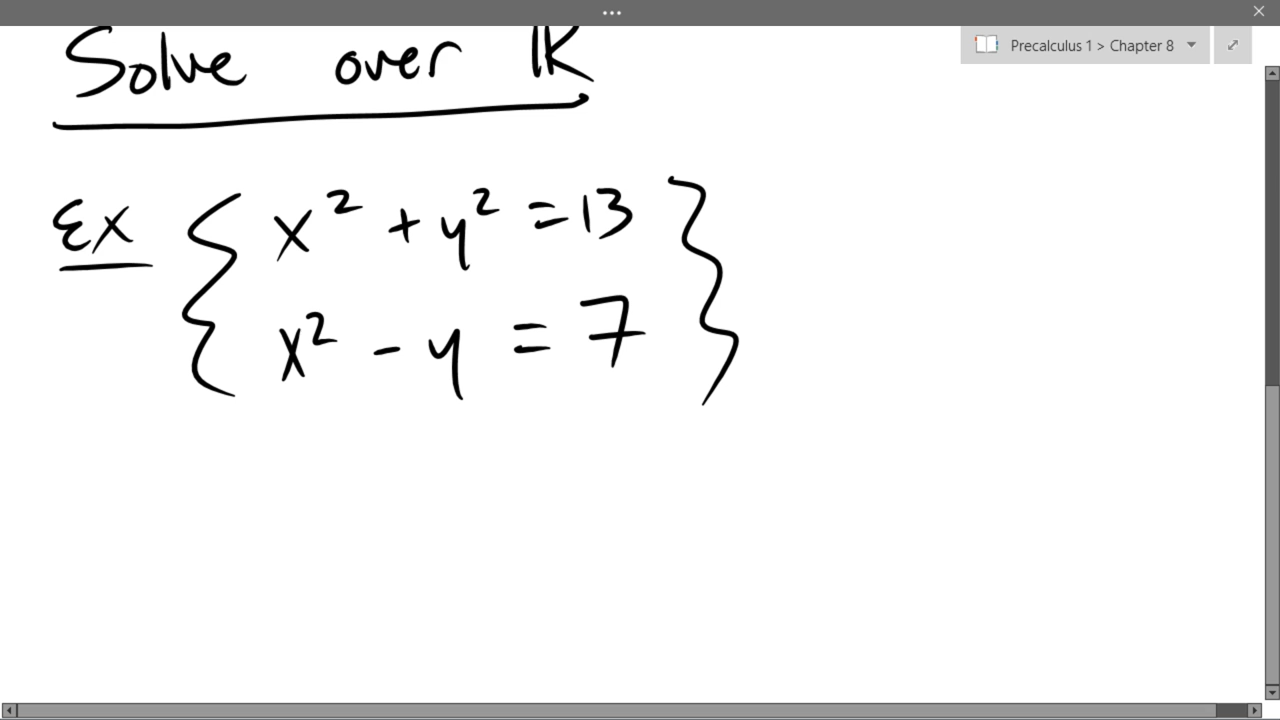 Precalculus 1 > Chapter 8
Solve over ℝ
Ex { x² + y² = 13
x² - y = 7 }